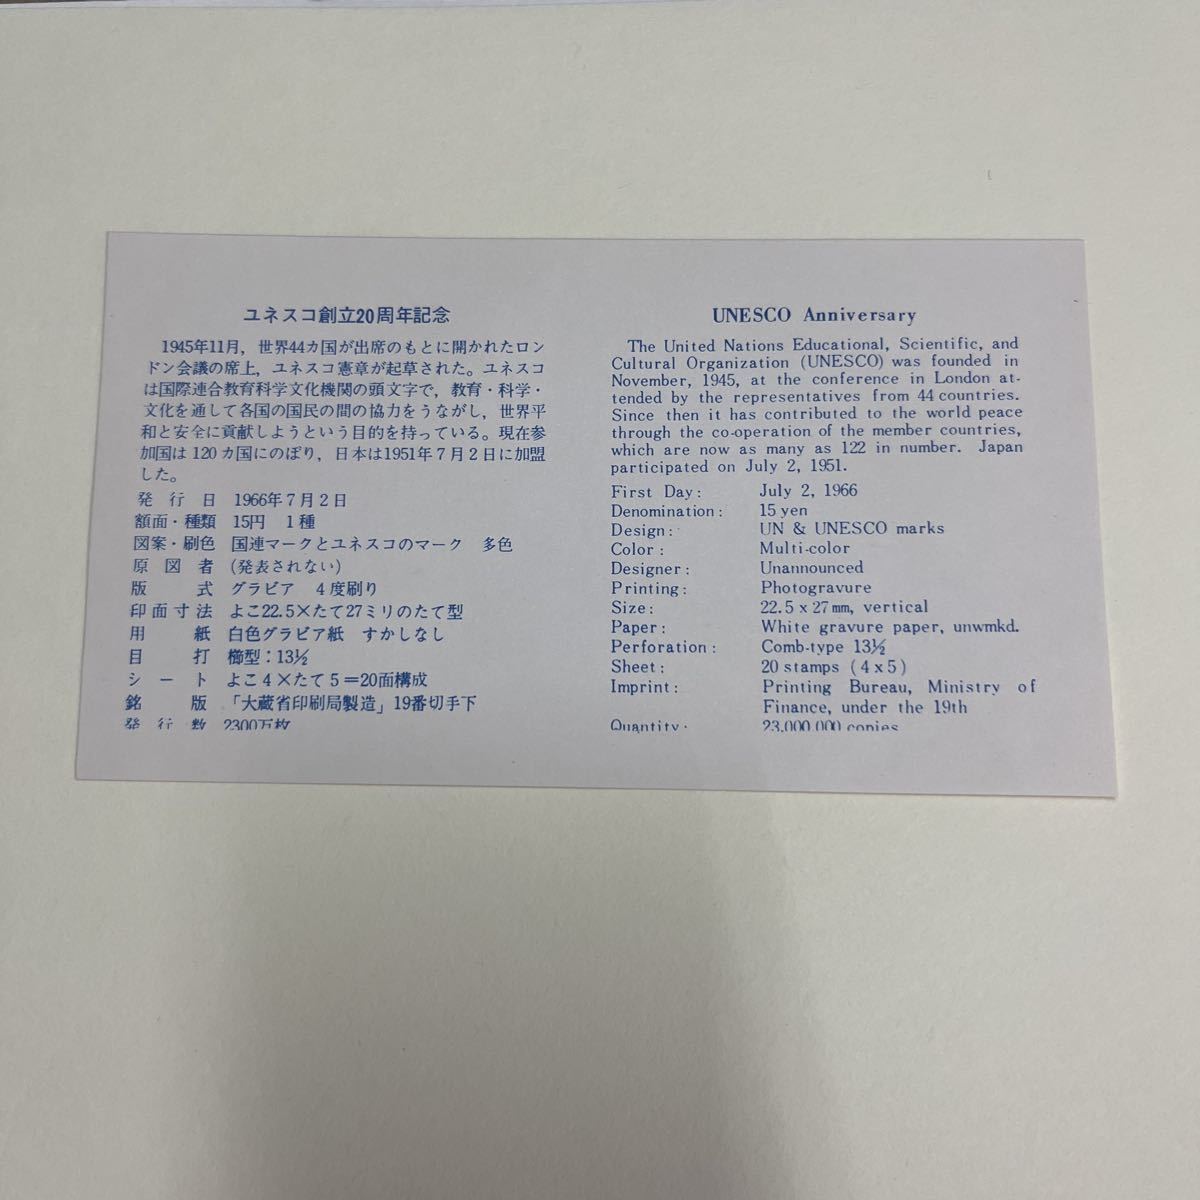 ユネスコ創立20周年記念
1945年11月，世界44カ国が出席のもとに開かれたロン
ドン会議の席上，ユネスコ憲章が起草された。ユネスコ
は国際連合教育科学文化機関の頭文字で，教育・科学・
文化を通して各国の国民の間の協力をうながし，世界平
和と安全に貢献しようという目的を持っている。現在参
加国は120カ国にのぼり，日本は1951年7月2日に加盟
した。
発行日 1966年7月2日
額面・種類 15円 1種
図案・刷色 国連マークとユネスコのマーク 多色
原図者 (発表されない)
版式 グラビア 4度刷り
印面寸法 よこ22.5×たて27ミリのたて型
用紙 白色グラビア紙 すかしなし
目打 櫛型：13½
シート よこ4×たて5＝20面構成
銘版 「大蔵省印刷局製造」19番切手下
発行数 2300万枚
UNESCO Anniversary
The United Nations Educational, Scientific, and
Cultural Organization (UNESCO) was founded in
November, 1945, at the conference in London at-
tended by the representatives from 44 countries.
Since then it has contributed to the world peace
through the co-operation of the member countries,
which are now as many as 122 in number. Japan
participated on July 2, 1951.
First Day: July 2, 1966
Denomination: 15 yen
Design: UN & UNESCO marks
Color: Multi-color
Designer: Unannounced
Printing: Photogravure
Size: 22.5 x 27 mm, vertical
Paper: White gravure paper, unwmkd.
Perforation: Comb-type 13½
Sheet: 20 stamps (4 x 5)
Imprint: Printing Bureau, Ministry of
Finance, under the 19th
Quantity: 23,000,000 copies